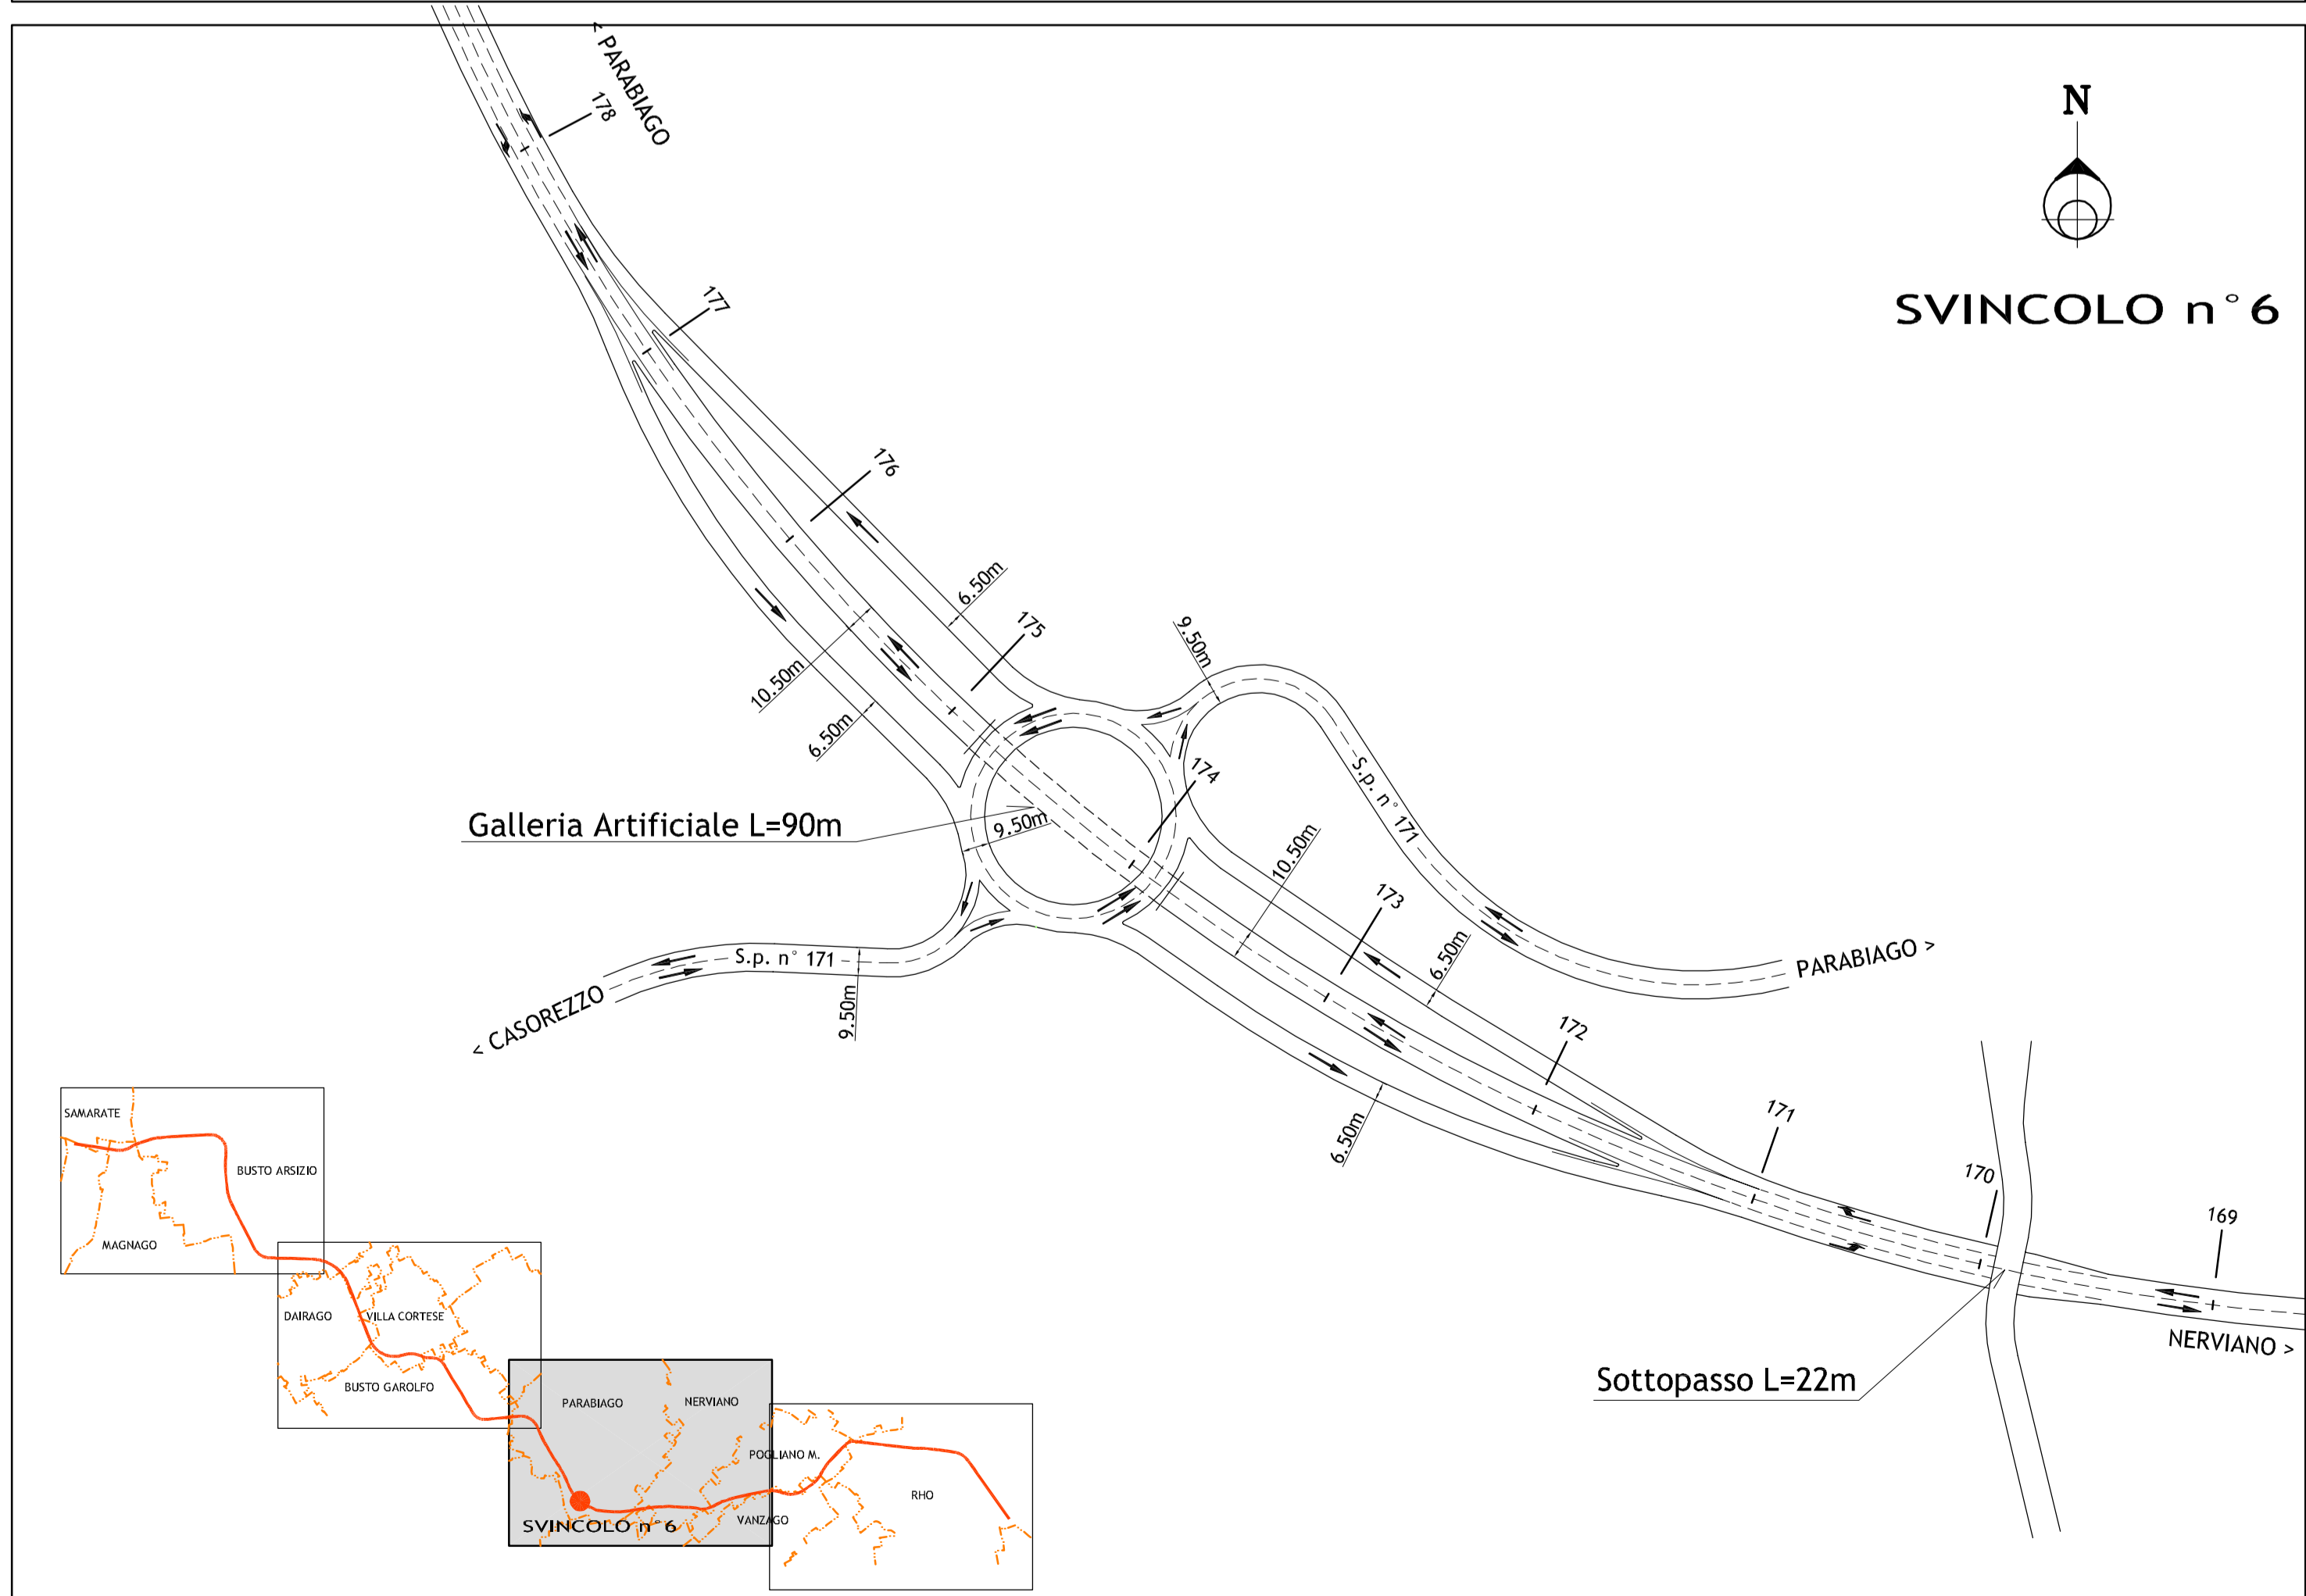 < PARABIAGO
178
N
SVINCOLO n° 6
177
176
6.50m
175
9.50m
10.50m
6.50m
174
S.p. n° 171
Galleria Artificiale L=90m
9.50m
10.50m
173
6.50m
PARABIAGO >
S.p. n° 171
< CASOREZZO
9.50m
172
6.50m
171
170
169
NERVIANO >
Sottopasso L=22m
SAMARATE
BUSTO ARSIZIO
MAGNAGO
DAIRAGO
VILLA CORTESE
BUSTO GAROLFO
PARABIAGO
NERVIANO
POGLIANO M.
RHO
VANZAGO
SVINCOLO n° 6